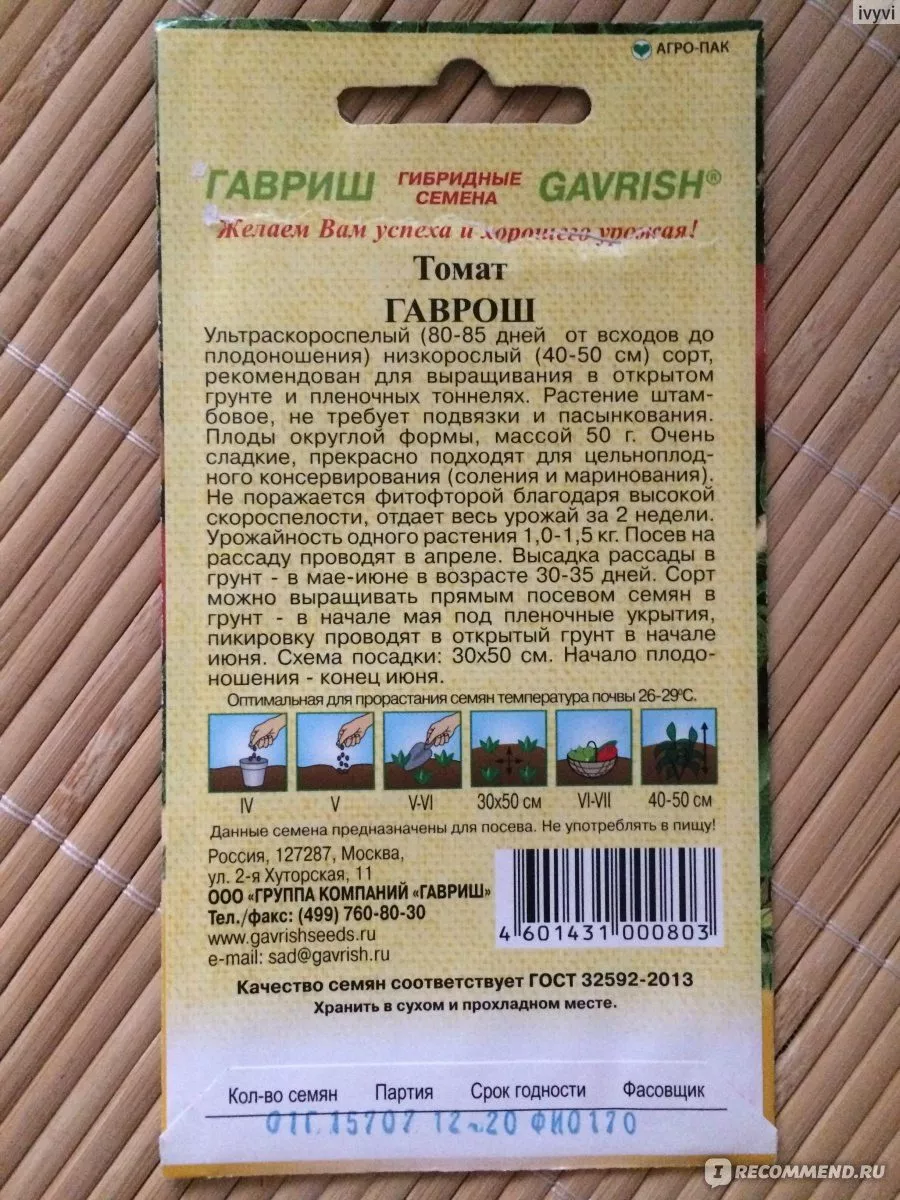 ivyvi
АГРО-ПАК
ГАВРИШ ГИБРИДНЫЕ СЕМЕНА GAVRISH®
Желаем Вам успеха и хорошего урожая!
Томат
ГАВРОШ
Ультраскороспелый (80-85 дней от всходов до
плодоношения) низкорослый (40-50 см) сорт,
рекомендован для выращивания в открытом
грунте и пленочных тоннелях. Растение штам-
бовое, не требует подвязки и пасынкования.
Плоды округлой формы, массой 50 г. Очень
сладкие, прекрасно подходят для цельноплод-
ного консервирования (соления и маринования).
Не поражается фитофторой благодаря высокой
скороспелости, отдает весь урожай за 2 недели.
Урожайность одного растения 1,0-1,5 кг. Посев на
рассаду проводят в апреле. Высадка рассады в
грунт - в мае-июне в возрасте 30-35 дней. Сорт
можно выращивать прямым посевом семян в
грунт - в начале мая под пленочные укрытия,
пикировку проводят в открытый грунт в начале
июня. Схема посадки: 30х50 см. Начало плодо-
ношения - конец июня.
Оптимальная для прорастания семян температура почвы 26-29ºС.
IV V V-VI 30х50 см VI-VII 40-50 см
Данные семена предназначены для посева. Не употреблять в пищу!
Россия, 127287, Москва,
ул. 2-я Хуторская, 11
ООО «ГРУППА КОМПАНИЙ «ГАВРИШ»
Тел./факс: (499) 760-80-30
www.gavrishseeds.ru
e-mail: sad@gavrish.ru
4 601431 000803
Качество семян соответствует ГОСТ 32592-2013
Хранить в сухом и прохладном месте.
Кол-во семян Партия Срок годности Фасовщик
01Г 15707 12-20 ФИ0170
IRECOMMEND.RU